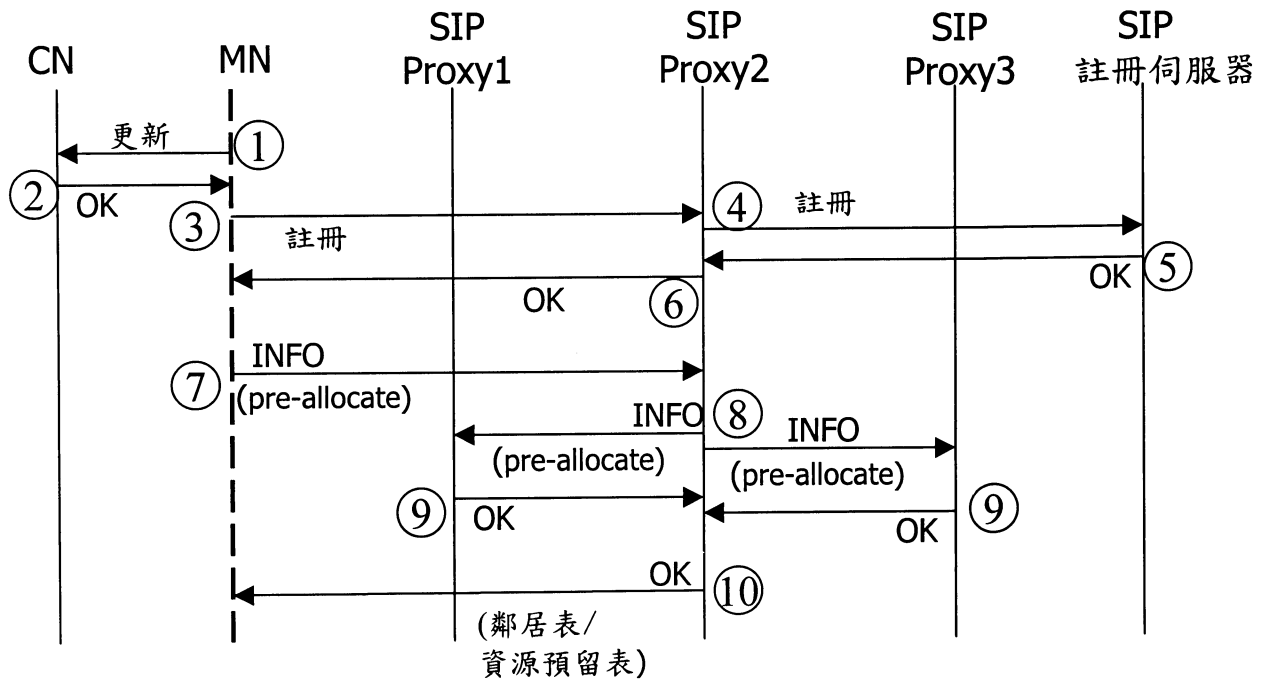 CN
MN
SIP
Proxy1
SIP
Proxy2
SIP
Proxy3
SIP
註冊伺服器
更新
1
2
OK
3
註冊
4
註冊
OK
5
OK
6
INFO
7
(pre-allocate)
INFO
8
INFO
(pre-allocate)
(pre-allocate)
9
OK
OK
9
OK
10
(鄰居表/
資源預留表)